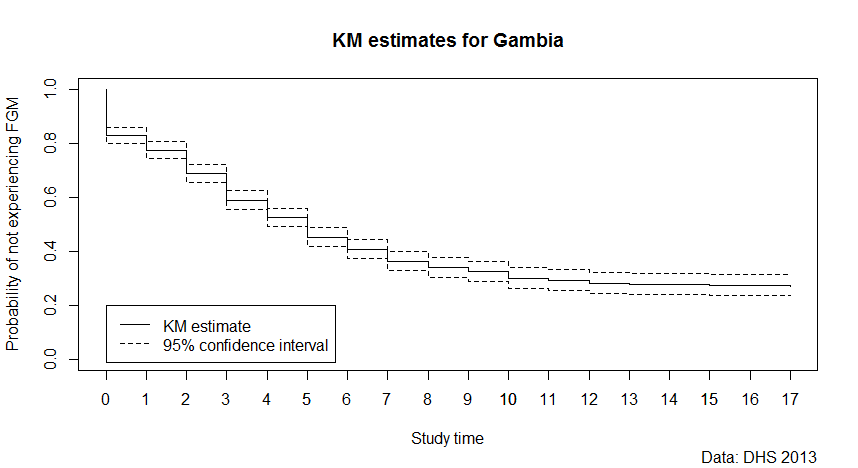 KM estimates for Gambia
Probability of not experiencing FGM
1.0
0.8
0.6
0.4
0.2
0.0
KM estimate
95% confidence interval
0 1 2 3 4 5 6 7 8 9 10 11 12 13 14 15 16 17
Study time
Data: DHS 2013